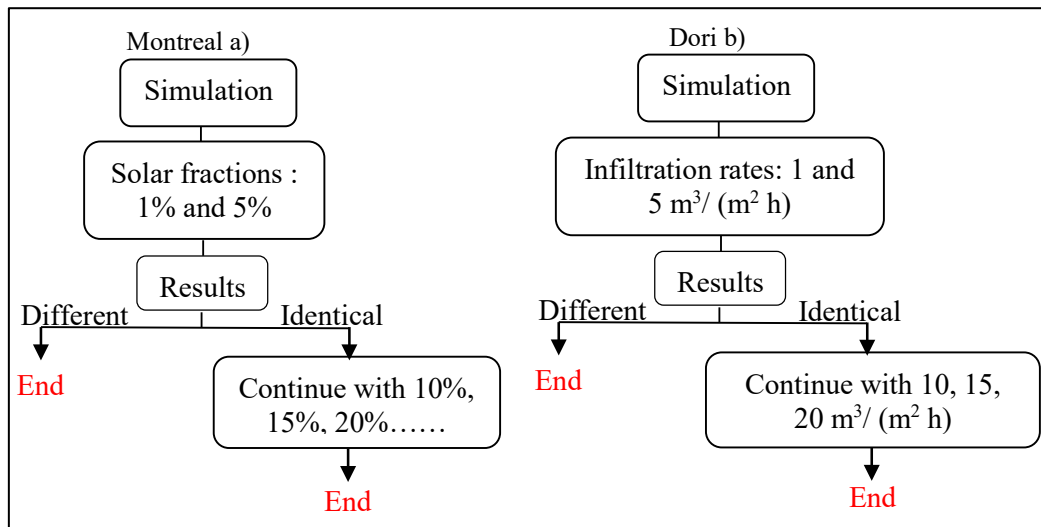 Montreal a)
Simulation
Solar fractions :
1% and 5%
Results
Different
Identical
End
Continue with 10%,
15%, 20%……
End
Dori b)
Simulation
Infiltration rates: 1 and
5 m³/ (m² h)
Results
Different
Identical
End
Continue with 10, 15,
20 m³/ (m² h)
End